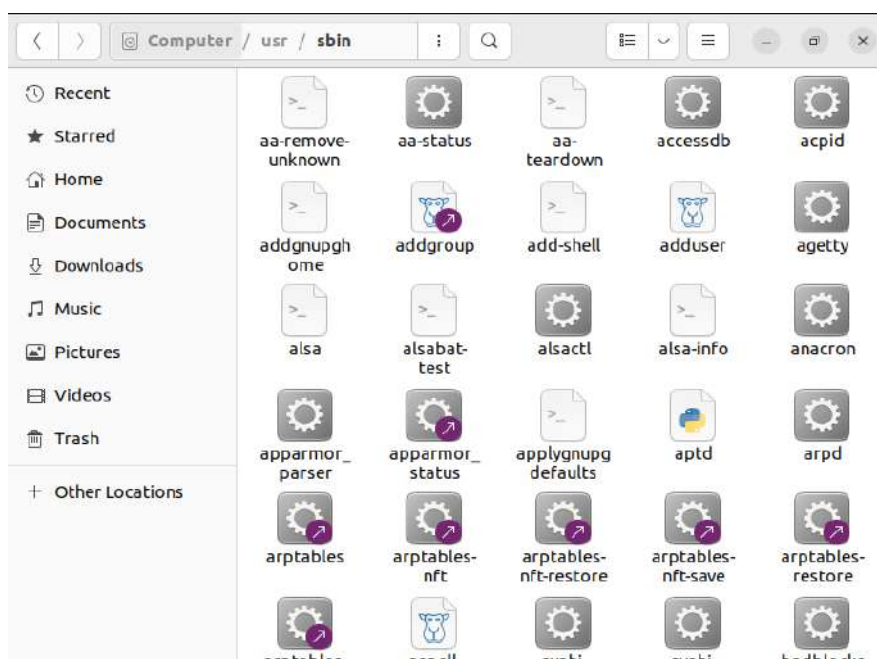 Computer / usr / sbin
Recent
Starred
Home
Documents
Downloads
Music
Pictures
Videos
Trash
+ Other Locations
aa-remove-
unknown
aa-status
aa-
teardown
accessdb
acpid
addgnupgh
ome
addgroup
add-shell
adduser
agetty
alsa
alsabat-
test
alsactl
alsa-info
anacron
apparmor_
parser
apparmor_
status
applygnupg
defaults
aptd
arpd
arptables
arptables-
nft
arptables-
nft-restore
arptables-
nft-save
arptables-
restore